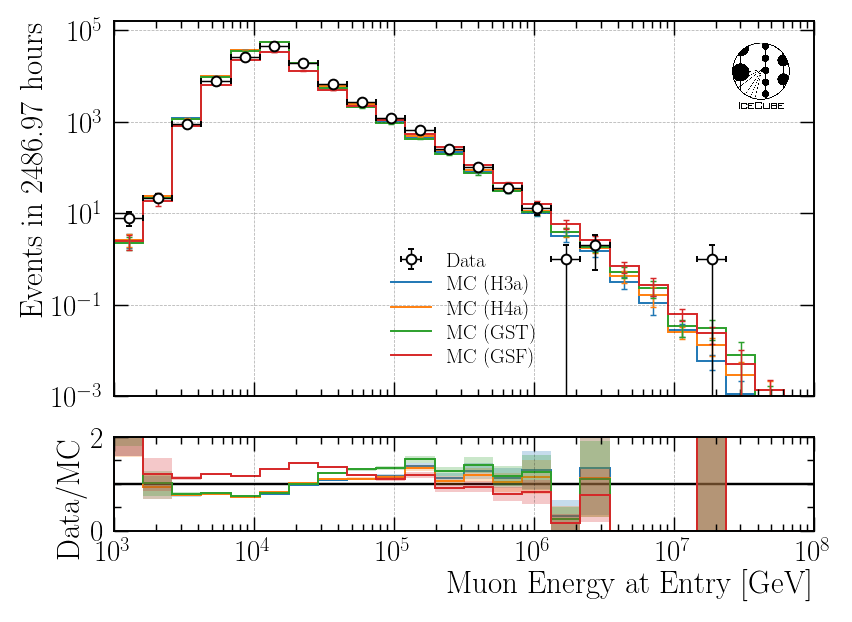 10^5
10^3
10^1
10^−1
10^−3
Events in 2486.97 hours
IceCube
Data
MC (H3a)
MC (H4a)
MC (GST)
MC (GSF)
2
0
Data/MC
10^3 10^4 10^5 10^6 10^7 10^8
Muon Energy at Entry [GeV]